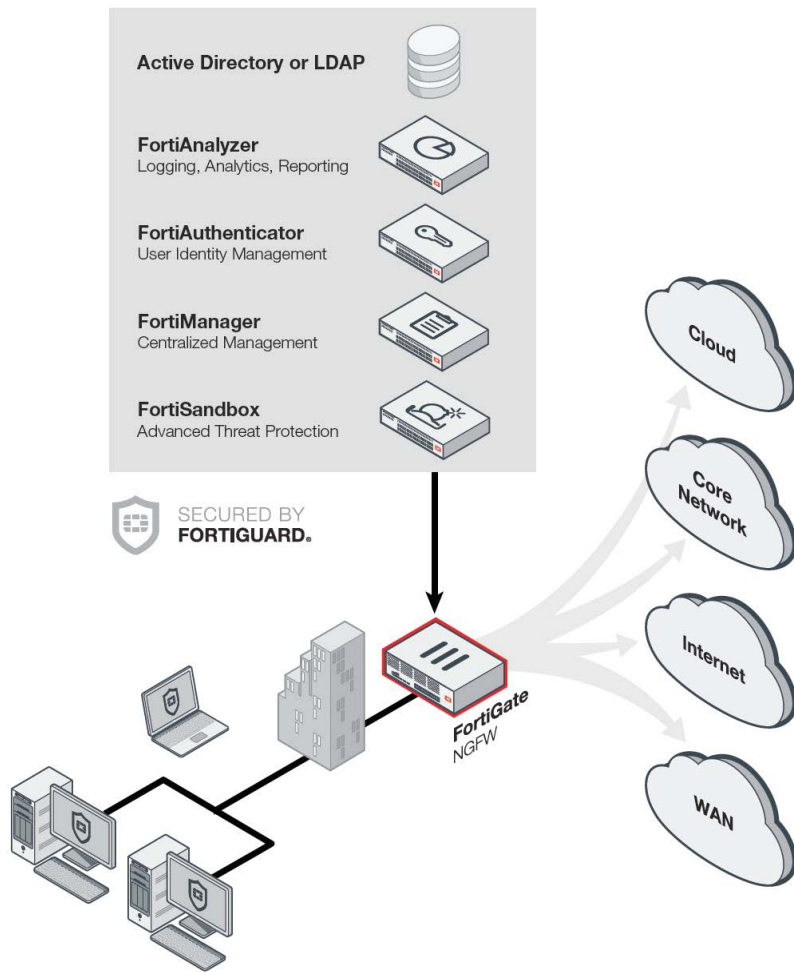 Active Directory or LDAP
FortiAnalyzer
Logging, Analytics, Reporting
FortiAuthenticator
User Identity Management
FortiManager
Centralized Management
FortiSandbox
Advanced Threat Protection
SECURED BY
FORTIGUARD®
Cloud
Core
Network
Internet
WAN
FortiGate
NGFW